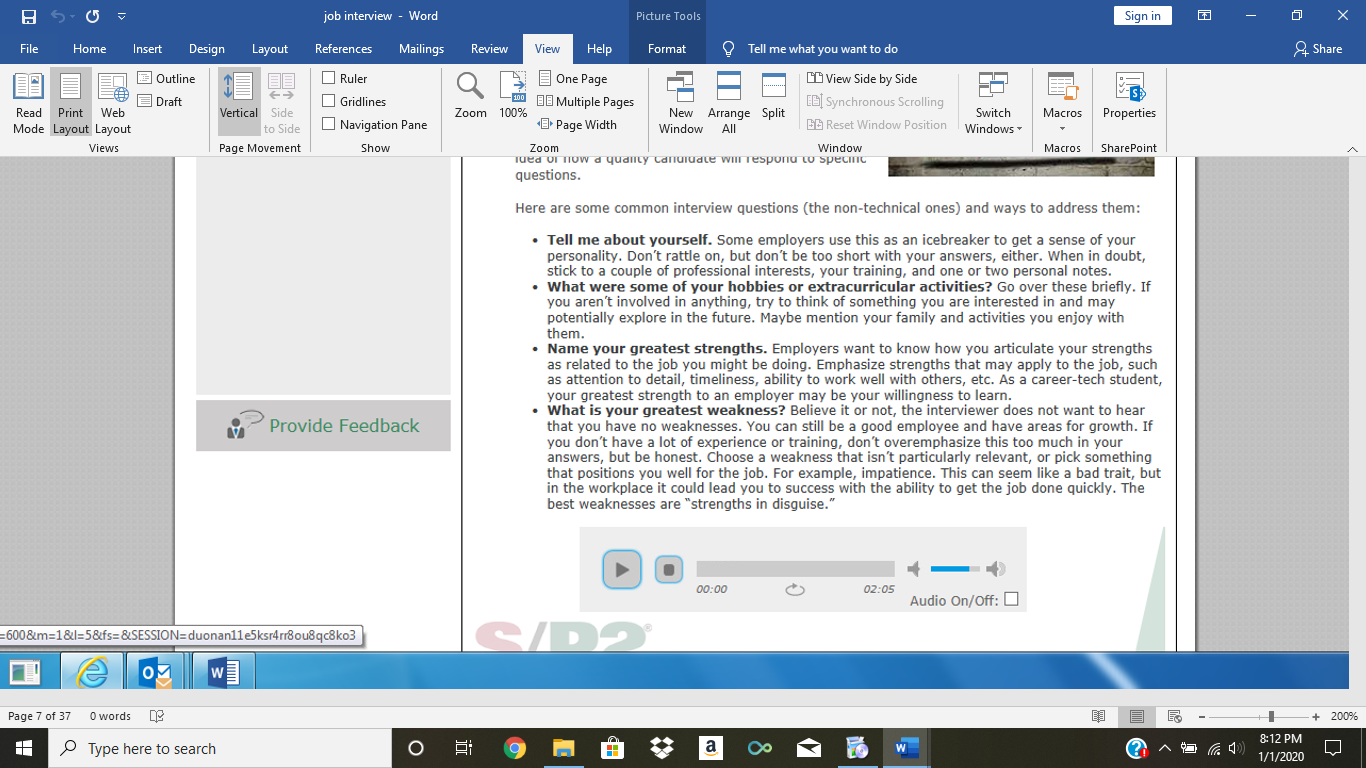 job interview - Word
Picture Tools
Sign in
File Home Insert Design Layout References Mailings Review View Help Format Tell me what you want to do Share
Read Mode
Print Layout
Web Layout
Outline
Draft
Views
Vertical
Side to Side
Page Movement
Ruler
Gridlines
Navigation Pane
Show
Zoom
100%
One Page
Multiple Pages
Page Width
Zoom
New Window
Arrange All
Split
View Side by Side
Synchronous Scrolling
Reset Window Position
Switch Windows
Window
Macros
Macros
Properties
SharePoint
idea of how a quality candidate will respond to specific
questions.
Here are some common interview questions (the non-technical ones) and ways to address them:
• Tell me about yourself. Some employers use this as an icebreaker to get a sense of your
personality. Don’t rattle on, but don’t be too short with your answers, either. When in doubt,
stick to a couple of professional interests, your training, and one or two personal notes.
• What were some of your hobbies or extracurricular activities? Go over these briefly. If
you aren’t involved in anything, try to think of something you are interested in and may
potentially explore in the future. Maybe mention your family and activities you enjoy with
them.
• Name your greatest strengths. Employers want to know how you articulate your strengths
as related to the job you might be doing. Emphasize strengths that may apply to the job, such
as attention to detail, timeliness, ability to work well with others, etc. As a career-tech student,
your greatest strength to an employer may be your willingness to learn.
• What is your greatest weakness? Believe it or not, the interviewer does not want to hear
that you have no weaknesses. You can still be a good employee and have areas for growth. If
you don’t have a lot of experience or training, don’t overemphasize this too much in your
answers, but be honest. Choose a weakness that isn’t particularly relevant, or pick something
that positions you well for the job. For example, impatience. This can seem like a bad trait, but
in the workplace it could lead you to success with the ability to get the job done quickly. The
best weaknesses are “strengths in disguise.”
Provide Feedback
00:00
02:05
Audio On/Off:
S/P2®
=600&m=1&l=5&fs=&SESSION=duonan11e5ksr4rr8ou8qc8ko3
Page 7 of 37 0 words
200%
Type here to search
8:12 PM
1/1/2020